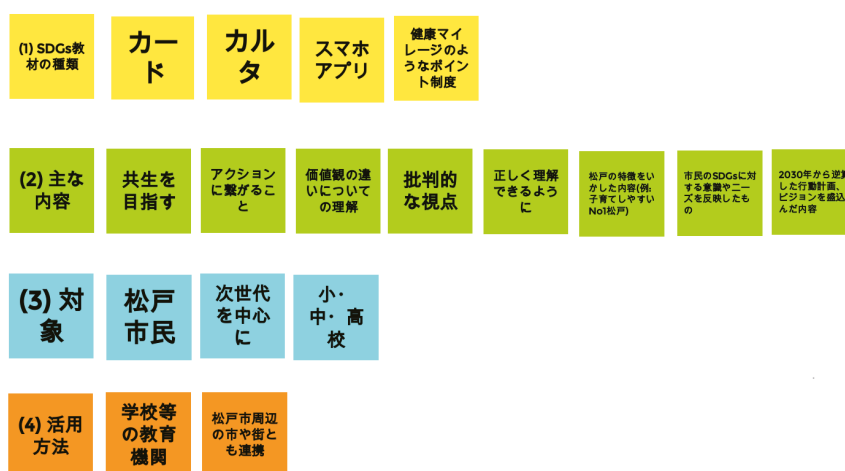 (1) SDGs教
材の種類
カー
ド
カル
タ
スマホ
アプリ
健康マイ
レージのよ
うなポイン
ト制度
(2) 主な
内容
共生を
目指す
アクション
に繋がるこ
と
価値観の違
いについて
の理解
批判的
な視点
正しく理解
できるよう
に
松戸の特徴をい
かした内容(例:
子育てしやすい
No1松戸)
市民のSDGsに対
する意識やニー
ズを反映したも
の
2030年から逆算
した行動計画、
ビジョンを盛込
んだ内容
(3) 対
象
松戸
市民
次世代
を中心
に
小・
中・高
校
(4) 活用
方法
学校等
の教育
機関
松戸市周辺
の市や街と
も連携